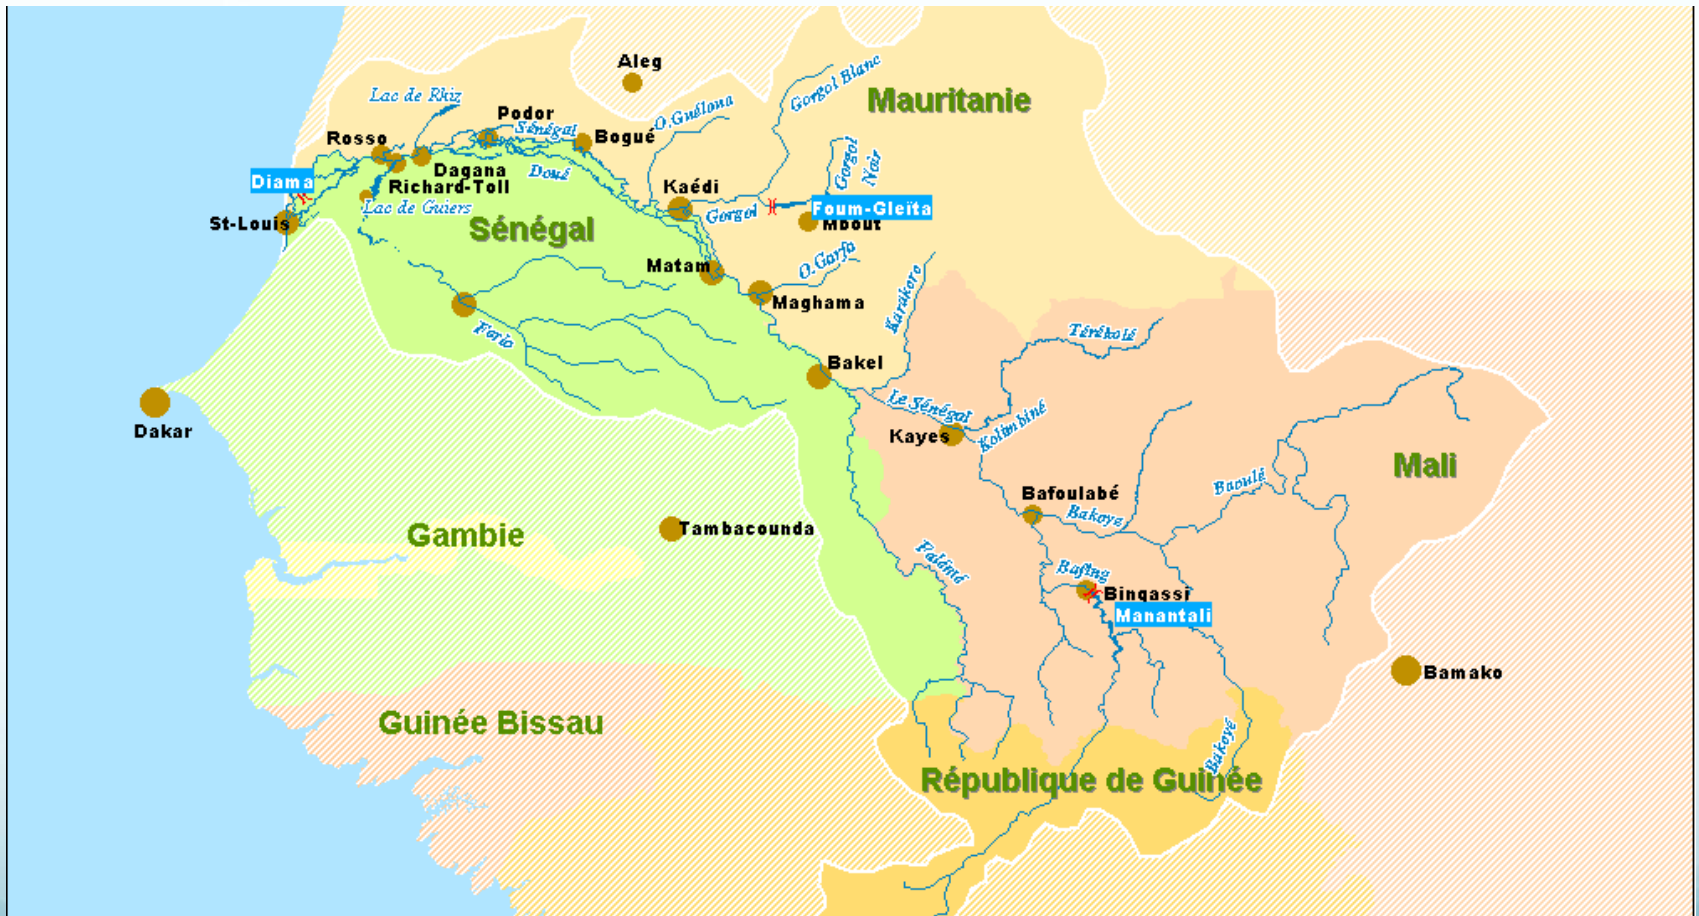 Aleg
Gorgol Blanc
Mauritanie
Lac de Rkiz
O.Guélona
Podor
Sénégal
Bogué
Rosso
Gorgol
Noir
Dagana
Doué
Diama
Richard-Toll
Kaédi
Lac de Guiers
Gorgol
Foum-Gleïta
St-Louis
Sénégal
Mbout
O.Garfa
Matam
Karakoro
Maghama
Térékolé
Ferlo
Bakel
Le Sénégal
Kolimbiné
Dakar
Kayes
Mali
Baoulé
Bafoulabé
Bakoye
Gambie
Tambacounda
Falémé
Bafing
Bingassi
Manantali
Bamako
Guinée Bissau
Bakoyé
République de Guinée